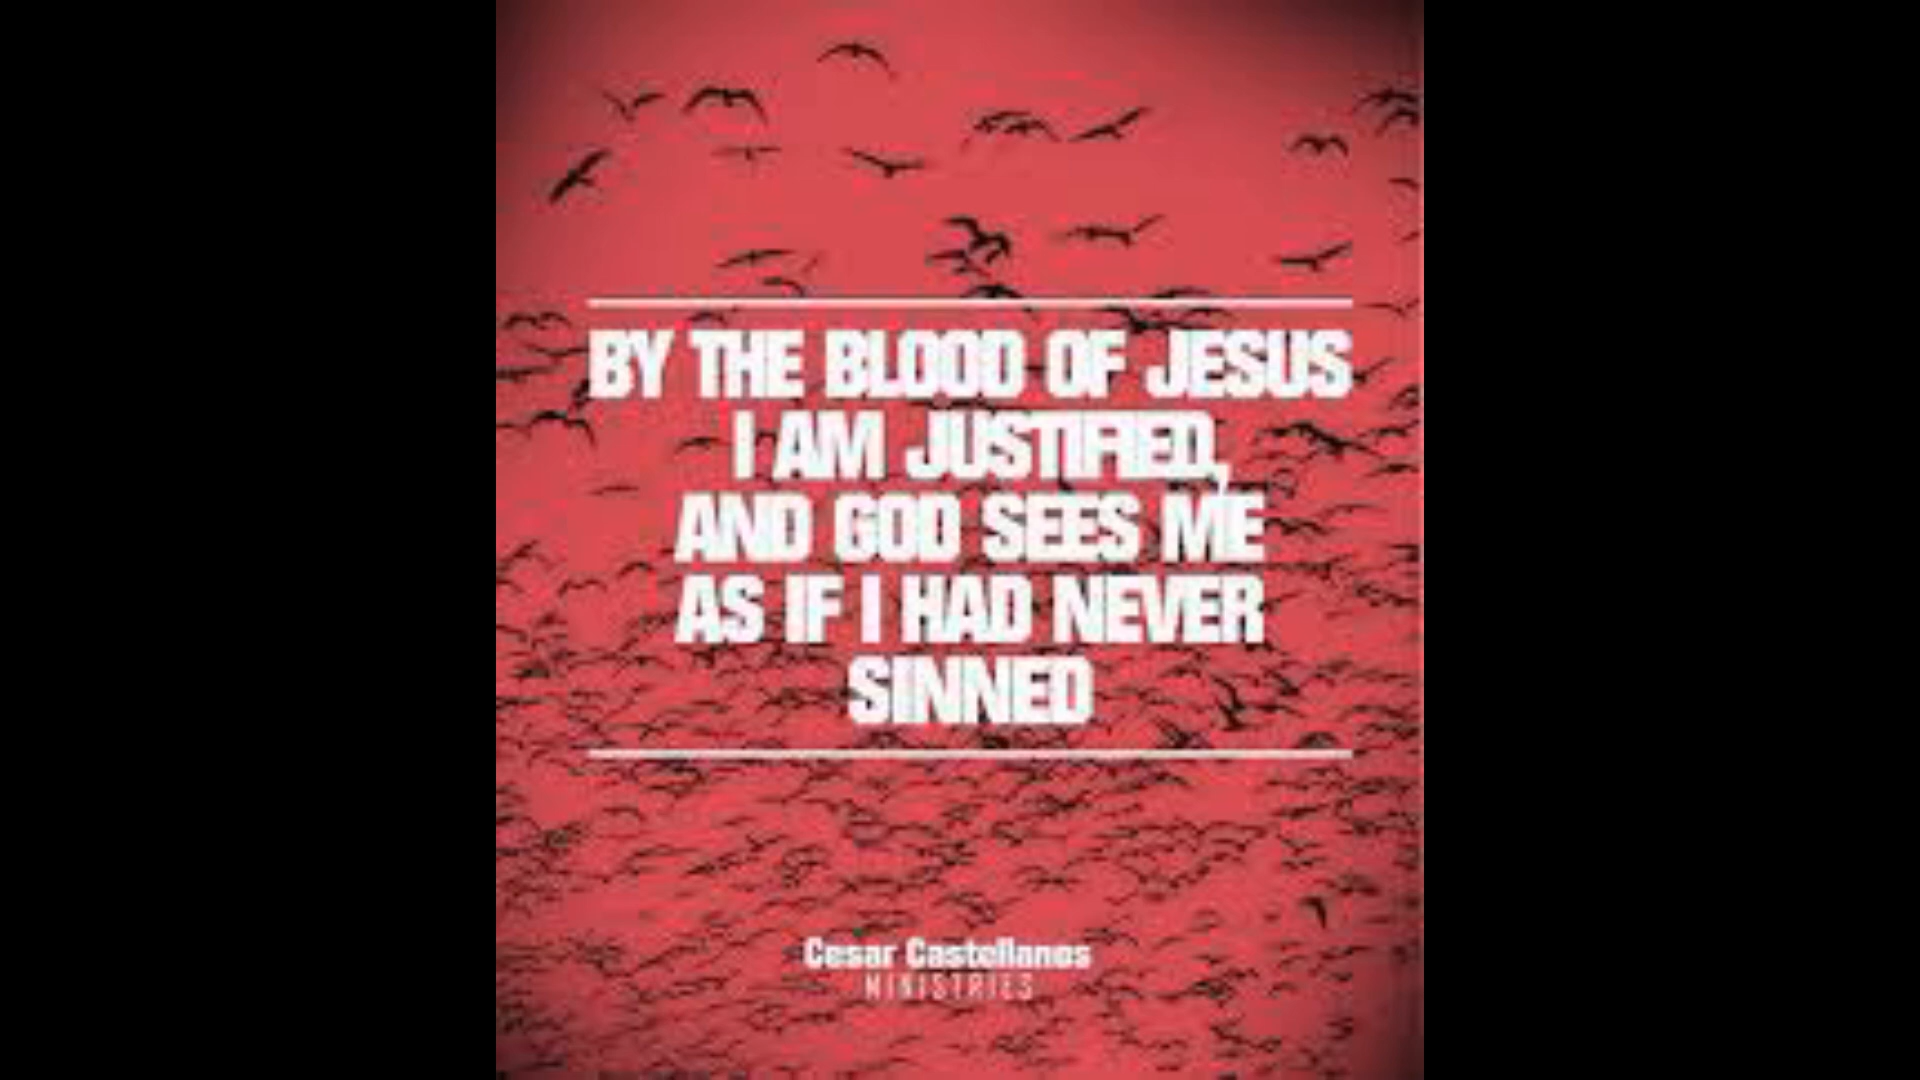 BY THE BLOOD OF JESUS
I AM JUSTIFIED,
AND GOD SEES ME
AS IF I HAD NEVER
SINNED
Cesar Castellanos
MINISTRIES